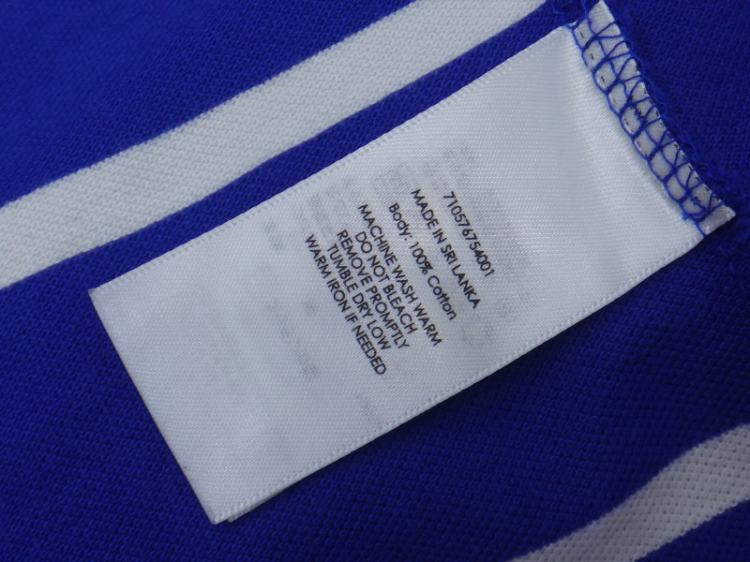 710576754001
MADE IN SRI LANKA
Body: 100% Cotton
MACHINE WASH WARM
DO NOT BLEACH
REMOVE PROMPTLY
TUMBLE DRY LOW
WARM IRON IF NEEDED